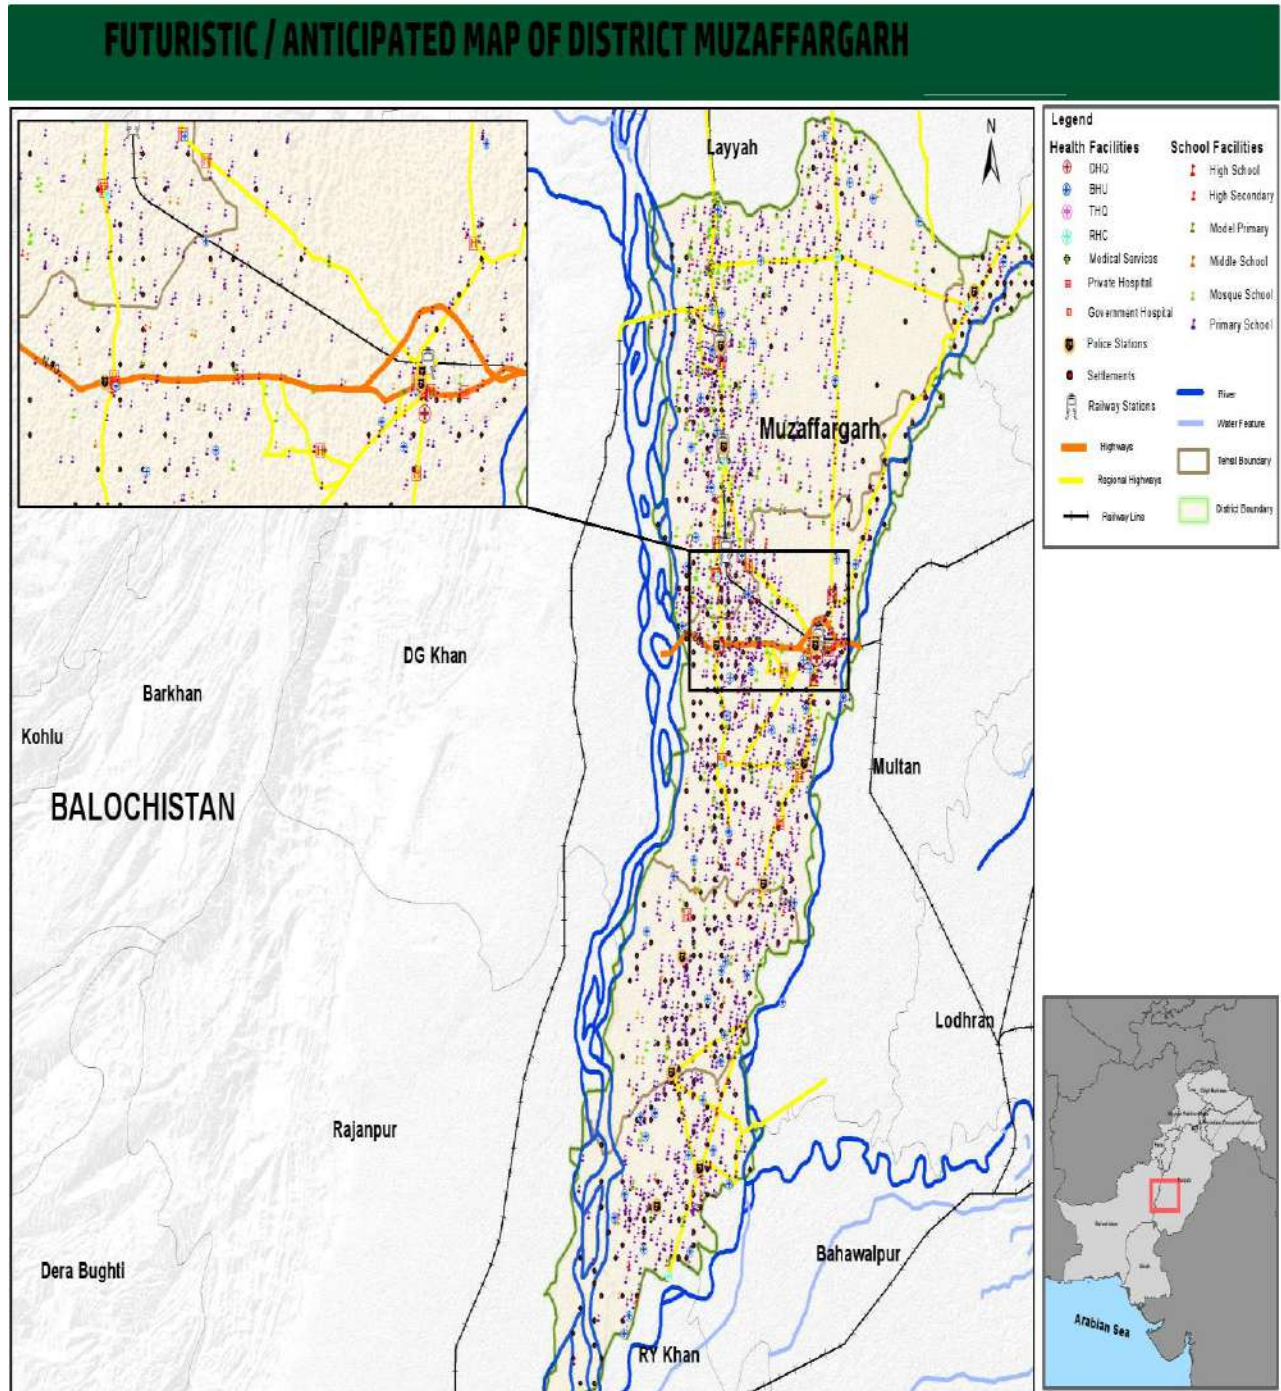 FUTURISTIC / ANTICIPATED MAP OF DISTRICT MUZAFFARGARH
Layyah
N
Muzaffargarh
DG Khan
Barkhan
Kohlu
BALOCHISTAN
Multan
Lodhran
Rajanpur
Bahawalpur
Dera Bughti
RY Khan
Legend
Health Facilities
DHQ
BHU
THQ
RHC
Medical Services
Private Hospital
Government Hospital
Police Stations
Settlements
Railway Stations
Highways
Regional Highways
Railway Line
School Facilities
High School
High Secondary
Model Primary
Middle School
Mosque School
Primary School
River
Water Feature
Tehsil Boundary
District Boundary
Arabian Sea